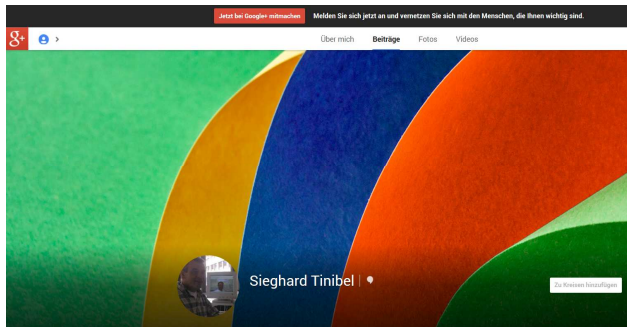 Jetzt bei Google+ mitmachen Melden Sie sich jetzt an und vernetzen Sie sich mit den Menschen, die Ihnen wichtig sind.
g+ Über mich Beiträge Fotos Videos
Sieghard Tinibel
Zu Kreisen hinzufügen